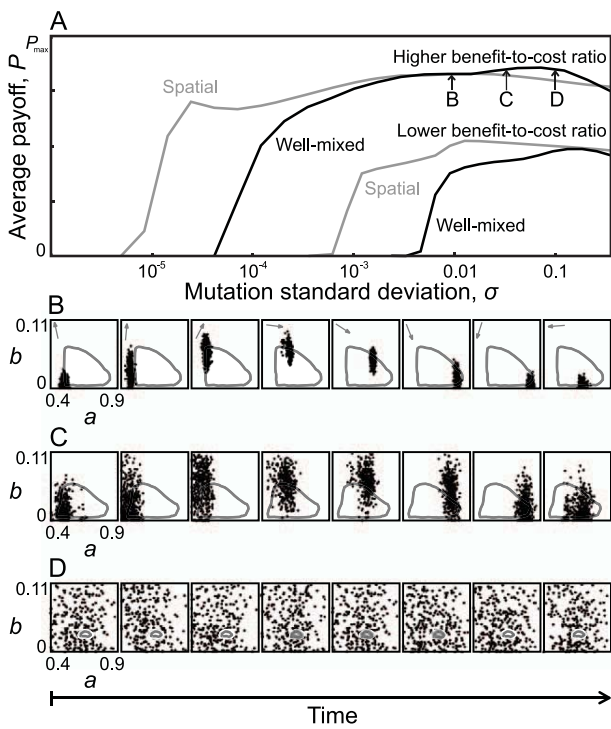 A
P_max
Average payoff, P
Higher benefit-to-cost ratio
Spatial
B C D
Lower benefit-to-cost ratio
Well-mixed
Spatial
Well-mixed
0
10^-5 10^-4 10^-3 0.01 0.1
Mutation standard deviation, σ
B
0.11
b
0
0.4 0.9
a
C
0.11
b
0
0.4 0.9
a
D
0.11
b
0
0.4 0.9
a
Time